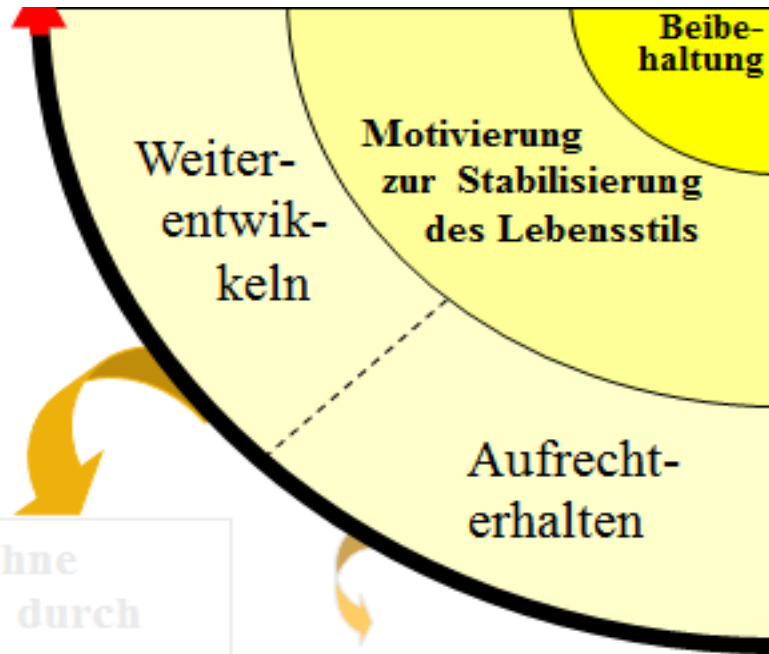 Beibe-
haltung
Motivierung
zur Stabilisierung
des Lebensstils
Weiter-
entwik-
keln
Aufrecht-
erhalten
hne
durch